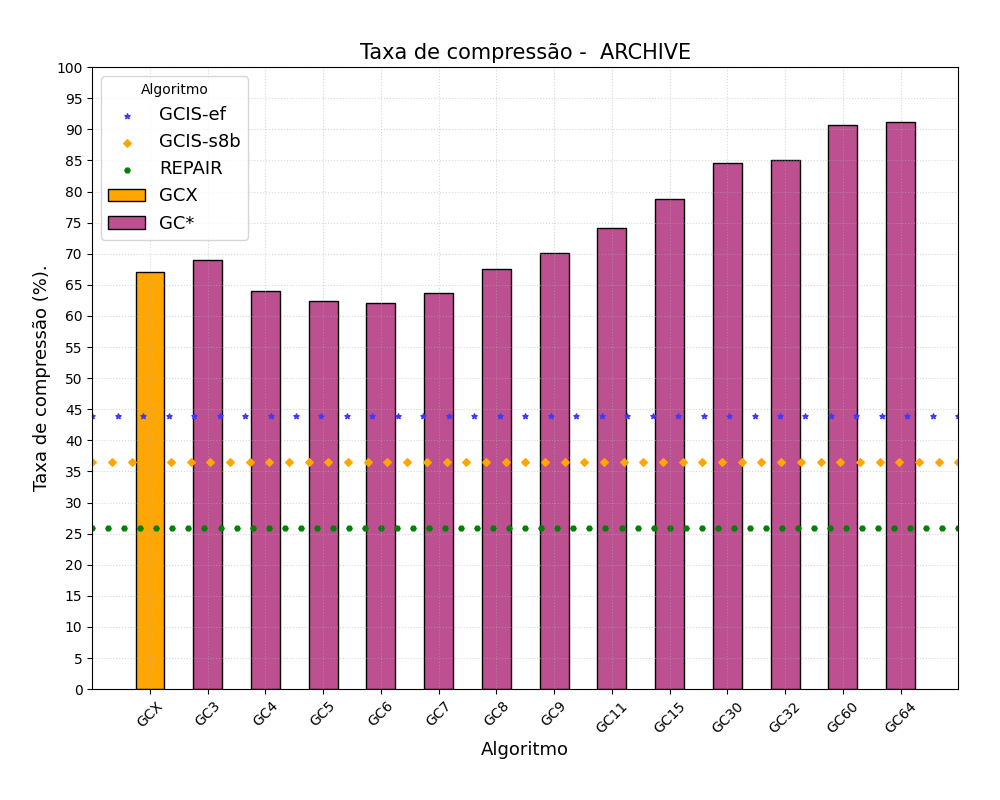 Taxa de compressão -  ARCHIVE
Algoritmo
GCIS-ef
GCIS-s8b
REPAIR
GCX
GC*
Taxa de compressão (%).
100
95
90
85
80
75
70
65
60
55
50
45
40
35
30
25
20
15
10
5
0
GCX GC3 GC4 GC5 GC6 GC7 GC8 GC9 GC11 GC15 GC30 GC32 GC60 GC64
Algoritmo